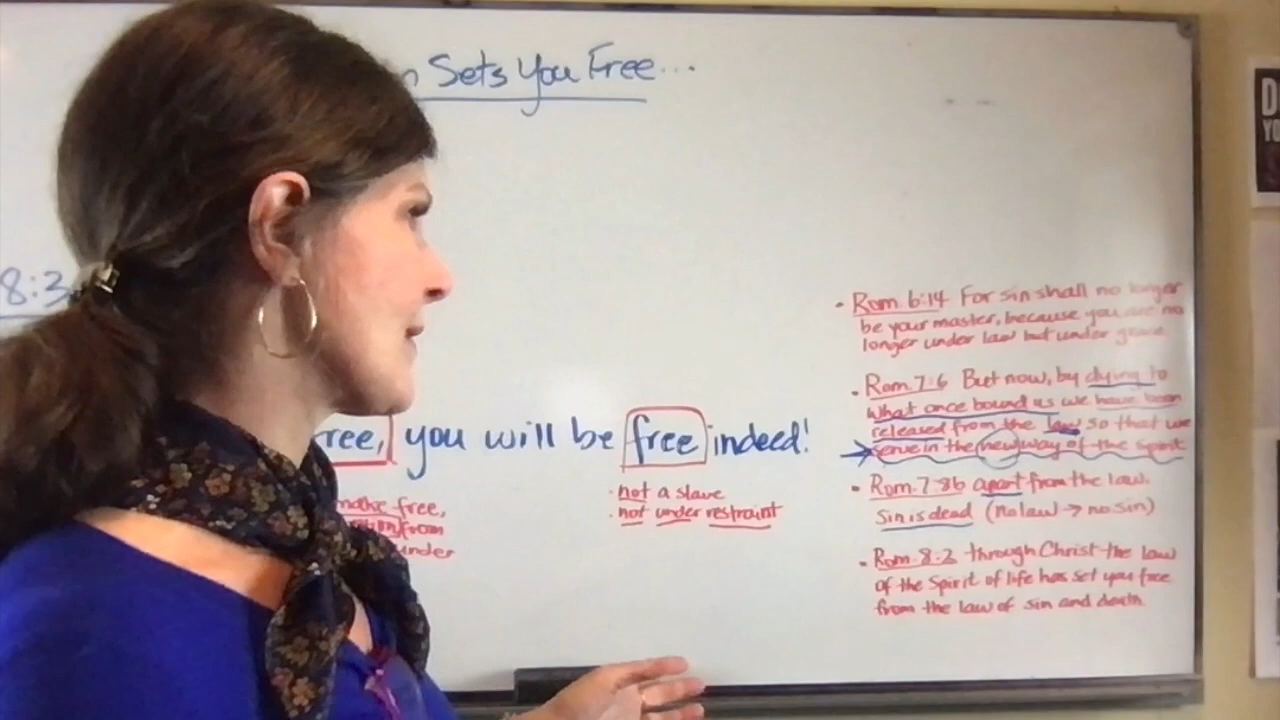 n Sets You Free...
8:3
ree, you will be free indeed!
make free,
from
under
· not a slave
· not under restraint
• Rom. 6:14 For sin shall no longer
be your master, because you are no
longer under law but under grace
• Rom. 7:6 But now, by dying to
what once bound us we have been
released from the law so that we
→ serve in the new way of the Spirit
• Rom. 7:8b apart from the law.
Sin is dead (no law → no sin)
• Rom. 8:2 through Christ the law
of the Spirit of life has set you free
from the law of sin and death
D
YO